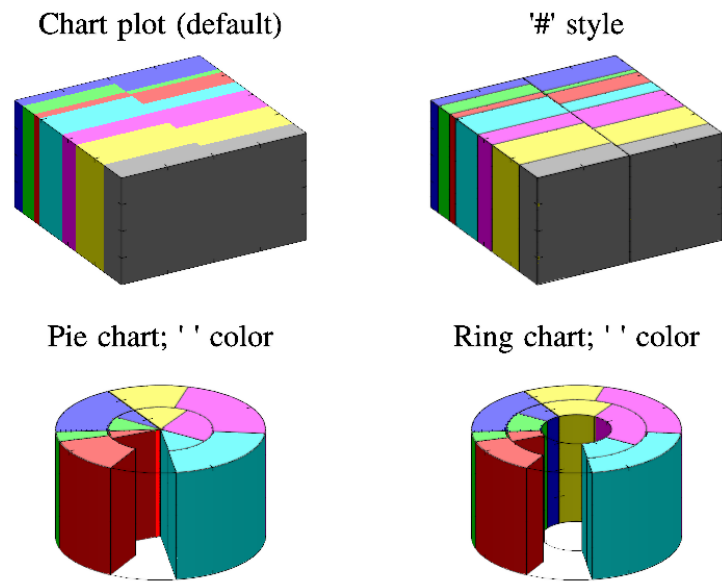 Chart plot (default)
'#' style
Pie chart; ' ' color
Ring chart; ' ' color